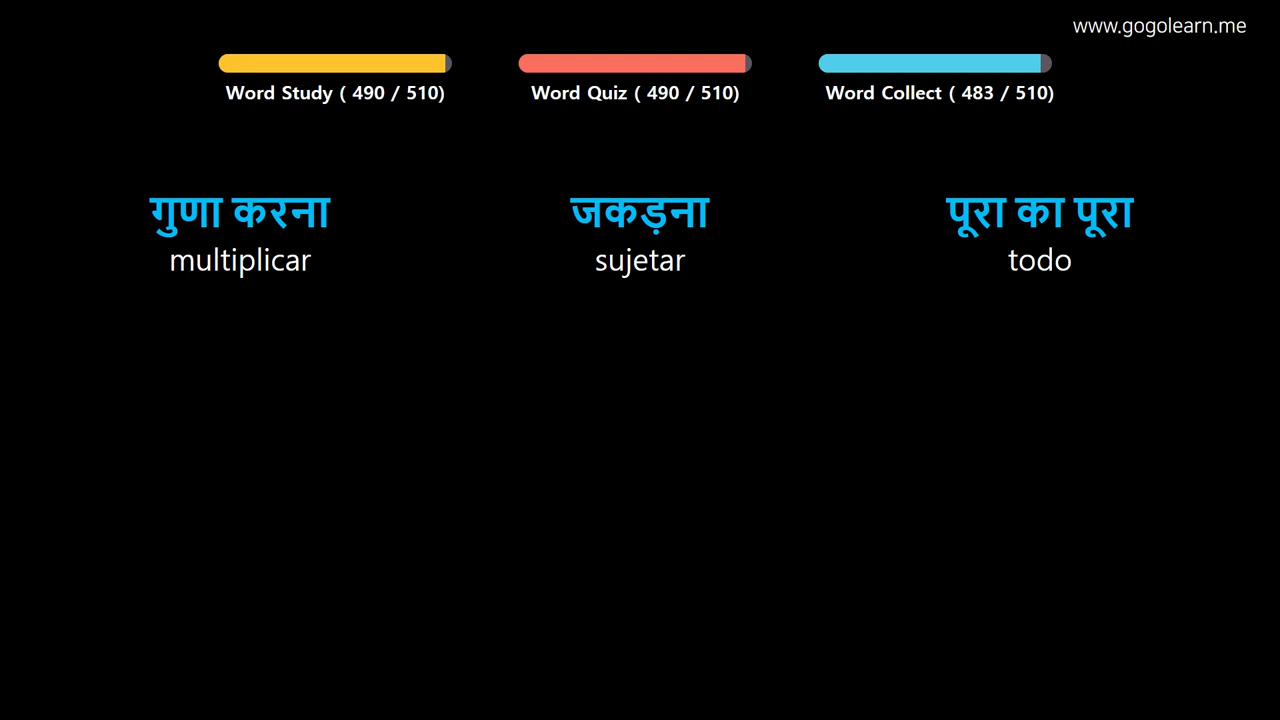 www.gogolearn.me
Word Study ( 490 / 510)
Word Quiz ( 490 / 510)
Word Collect ( 483 / 510)
गुणा करना
multiplicar
जकड़ना
sujetar
पूरा का पूरा
todo